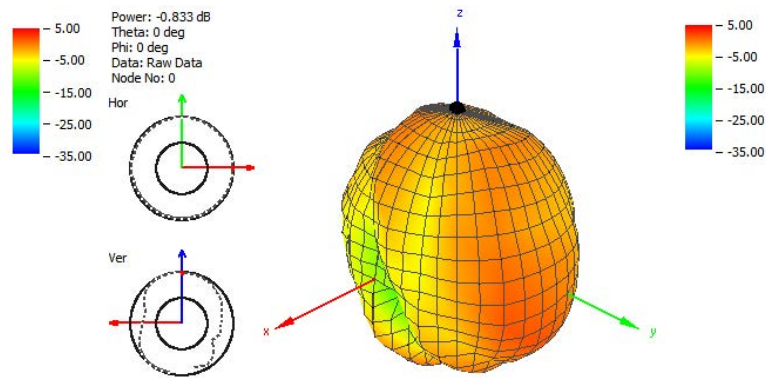 5.00
-5.00
-15.00
-25.00
-35.00
Power: -0.833 dB
Theta: 0 deg
Phi: 0 deg
Data: Raw Data
Node No: 0
Hor
Ver
z
x
y
5.00
-5.00
-15.00
-25.00
-35.00